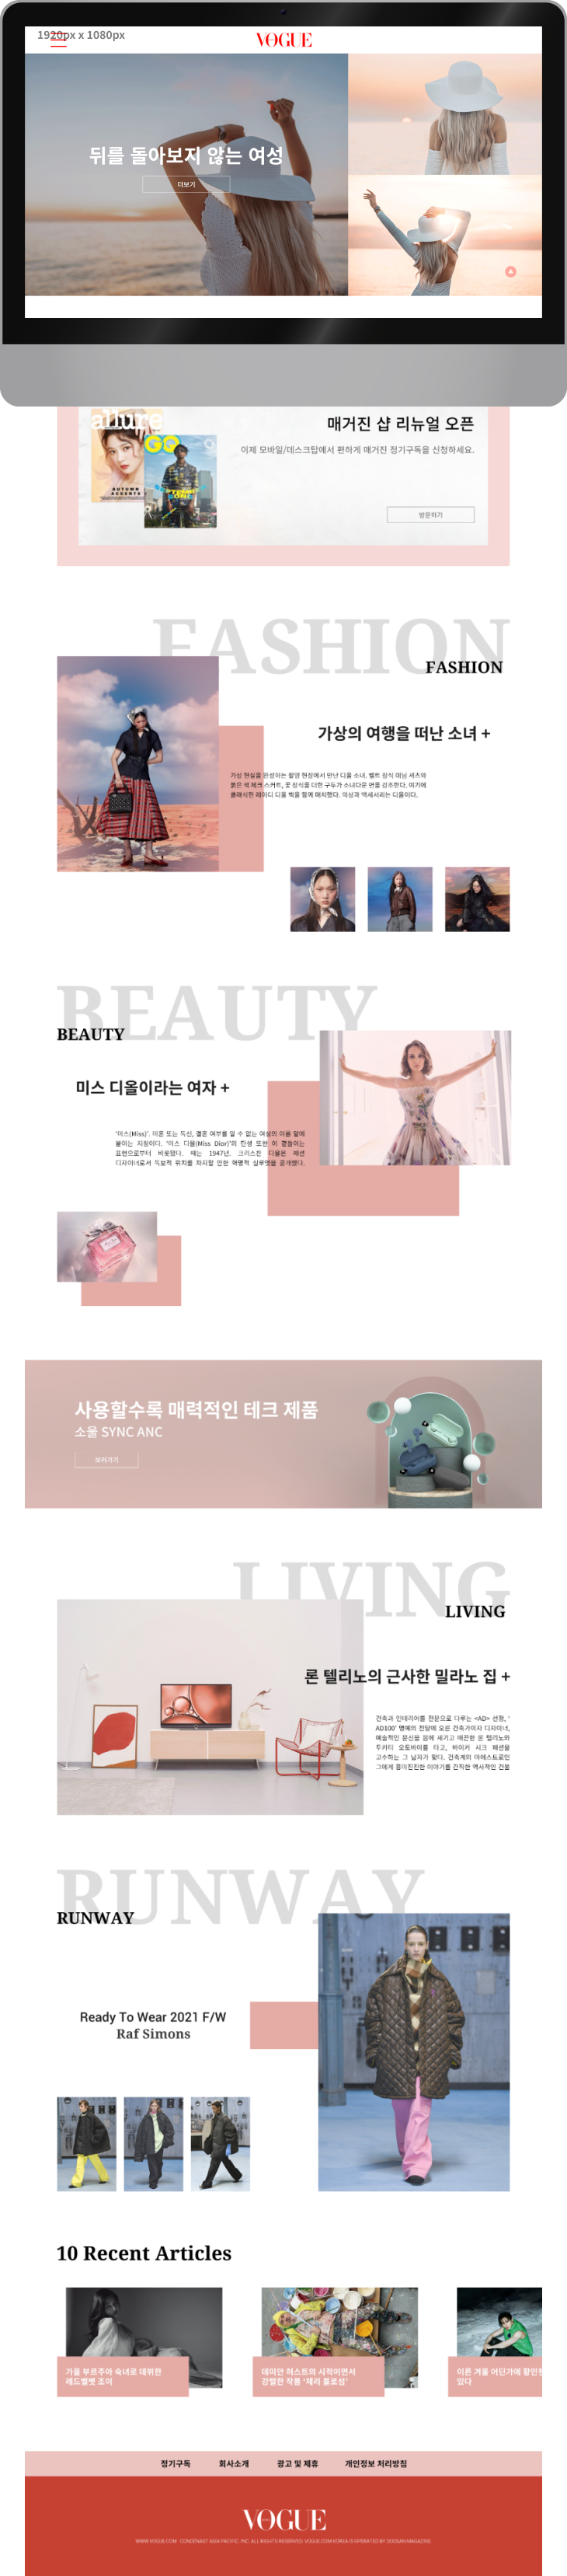 1920px x 1080px
VOGUE
뒤를 돌아보지 않는 여성
더보기
allure
GQ
AUTUMN
ACCENTS
매거진 샵 리뉴얼 오픈
이제 모바일/데스크탑에서 편하게 매거진 정기구독을 신청하세요.
방문하기
FASHION
FASHION
가상의 여행을 떠난 소녀 +
가상 현실을 완성하는 촬영 현장에서 만난 디올 소녀. 벨트 장식 데님 셔츠와
붉은 색 체크 스커트, 꽃 장식을 더한 구두가 소녀다운 면을 강조한다. 여기에
클래식한 레이디 디올 백을 함께 매치했다. 의상과 액세서리는 디올이다.
BEAUTY
BEAUTY
미스 디올이라는 여자 +
‘미스(Miss)’. 미혼 또는 독신, 결혼 여부를 알 수 없는 여성의 이름 앞에
붙이는 지칭이다. ‘미스 디올(Miss Dior)’의 탄생 또한 이 곁들이는
표현으로부터 비롯됐다. 때는 1947년. 크리스찬 디올은 패션
디자이너로서 독보적 위치를 차지할 만한 혁명적 실루엣을 공개했다.
사용할수록 매력적인 테크 제품
소울 SYNC ANC
보러가기
LIVING
LIVING
론 텔리노의 근사한 밀라노 집 +
건축과 인테리어를 전문으로 다루는 <AD> 선정, ‘
AD100’ 명예의 전당에 오른 건축가이자 디자이너,
예술적인 문신을 몸에 새기고 매끈한 론 텔리노와
두카티 오토바이를 타고, 바이커 시크 패션을
고수하는 그 남자가 맞다. 건축계의 마에스트로인
그에게 흥미진진한 이야기를 간직한 역사적인 건물
RUNWAY
RUNWAY
Ready To Wear 2021 F/W
Raf Simons
10 Recent Articles
가을 부르주아 숙녀로 데뷔한
레드벨벳 조이
데미안 허스트의 시작이면서
강렬한 작품 ‘체리 블로섬’
이른 겨울 어딘가에 황민현
있다
정기구독 회사소개 광고 및 제휴 개인정보 처리방침
VOGUE
WWW.VOGUE.COM CONDENAST ASIA PACIFIC. INC. ALL RIGHTS RESERVED. VOGUE.COM KOREA IS OPERATED BY DOOSAN MAGAZINE.